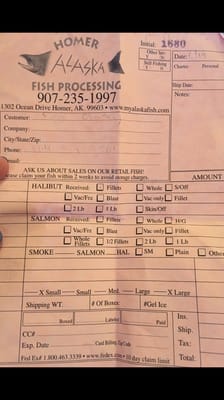 HOMER
ALASKA
FISH PROCESSING
907-235-1997
1302 Ocean Drive Homer, AK. 99603 • www.myalaskafish.com
Initial: 1880
Other Inv
Still Fishing
Date:
Charter Personal
Ship Date:
Notes:
Customer:
Company:
City/State/Zip:
Phone:
Email:
ASK US ABOUT SALES ON OUR RETAIL FISH!
Please claim your fish within 2 weeks to avoid storage charges.
AMOUNT
HALIBUT Received: Fillets Whole S/Off
Vac/Frz Blast Vac only Fillet
2 Lb 1 Lb Skin/Off
SALMON Received: Fillets Whole H/G
Vac/Frz Blast Vac only Fillet
Whole Fillets 1/2 Fillets 2 Lb 1 Lb
SMOKE SALMON HAL. SM Plain Other
X Small Small Med. Large X Large
Shipping WT. # Of Boxes: #Gel Ice
Boxed Labeled Paid
CC#
Exp. Date Card Billing Zip Code
Fed Ex# 1.800.463.3339 • www.fedex.com • 10 day claim limit
Ins.
Ship:
Tax:
Total: